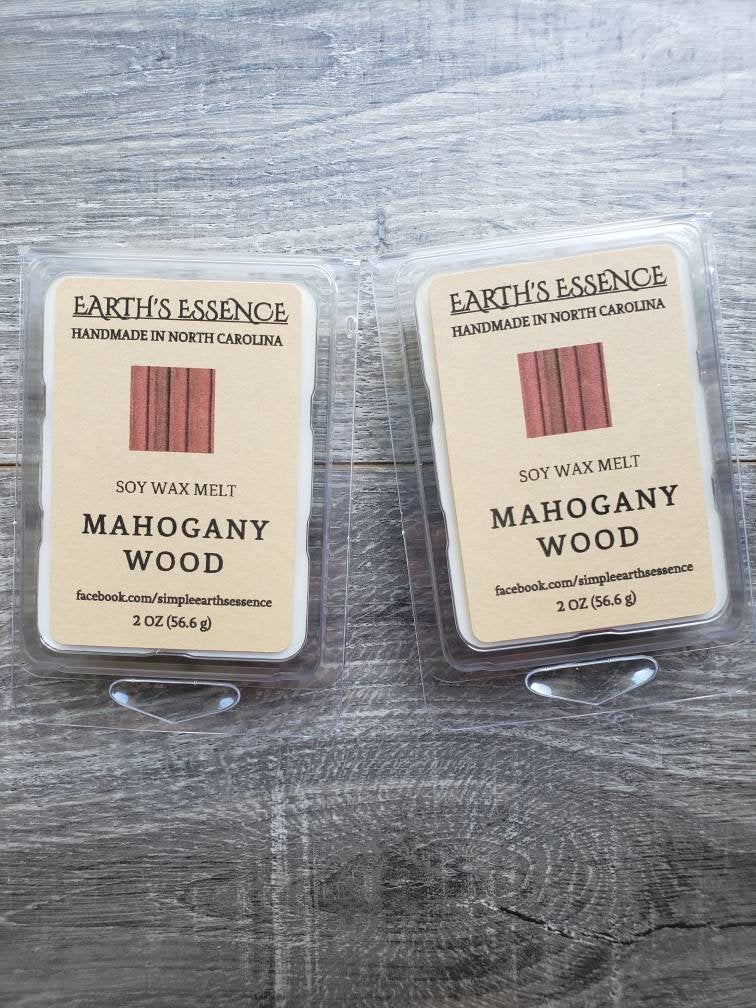 EARTH'S ESSENCE
HANDMADE IN NORTH CAROLINA
SOY WAX MELT
MAHOGANY
WOOD
facebook.com/simpleearthsessence
2 OZ (56.6 g)
EARTH'S ESSENCE
HANDMADE IN NORTH CAROLINA
SOY WAX MELT
MAHOGANY
WOOD
facebook.com/simpleearthsessence
2 OZ (56.6 g)